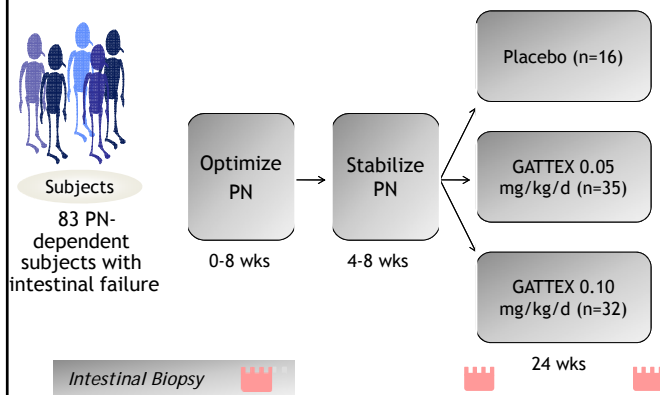 Subjects
83 PN-
dependent
subjects with
intestinal failure
Optimize
PN
0-8 wks
Stabilize
PN
4-8 wks
Placebo (n=16)
GATTEX 0.05
mg/kg/d (n=35)
GATTEX 0.10
mg/kg/d (n=32)
24 wks
Intestinal Biopsy